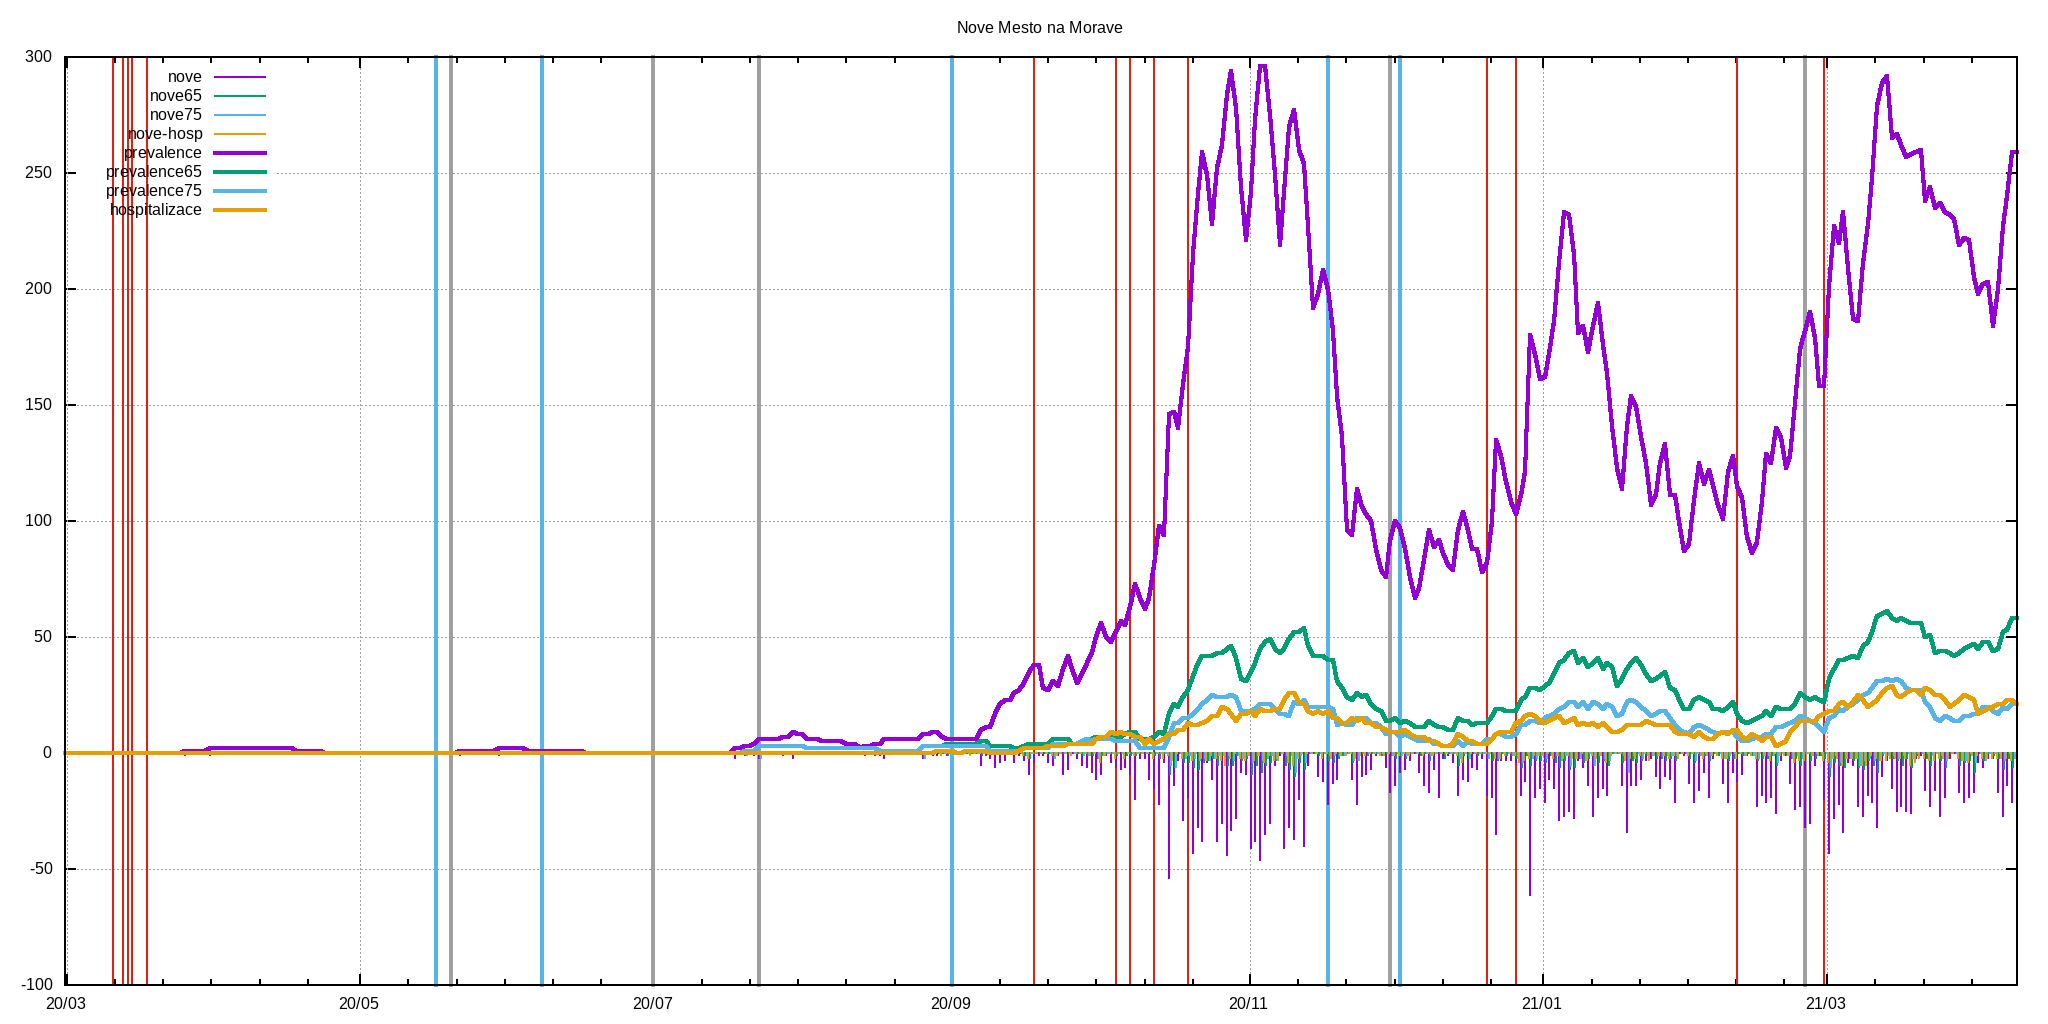 Nove Mesto na Morave
300
250
200
150
100
50
0
-50
-100
nove
nove65
nove75
nove-hosp
prevalence
prevalence65
prevalence75
hospitalizace
20/03 20/05 20/07 20/09 20/11 21/01 21/03